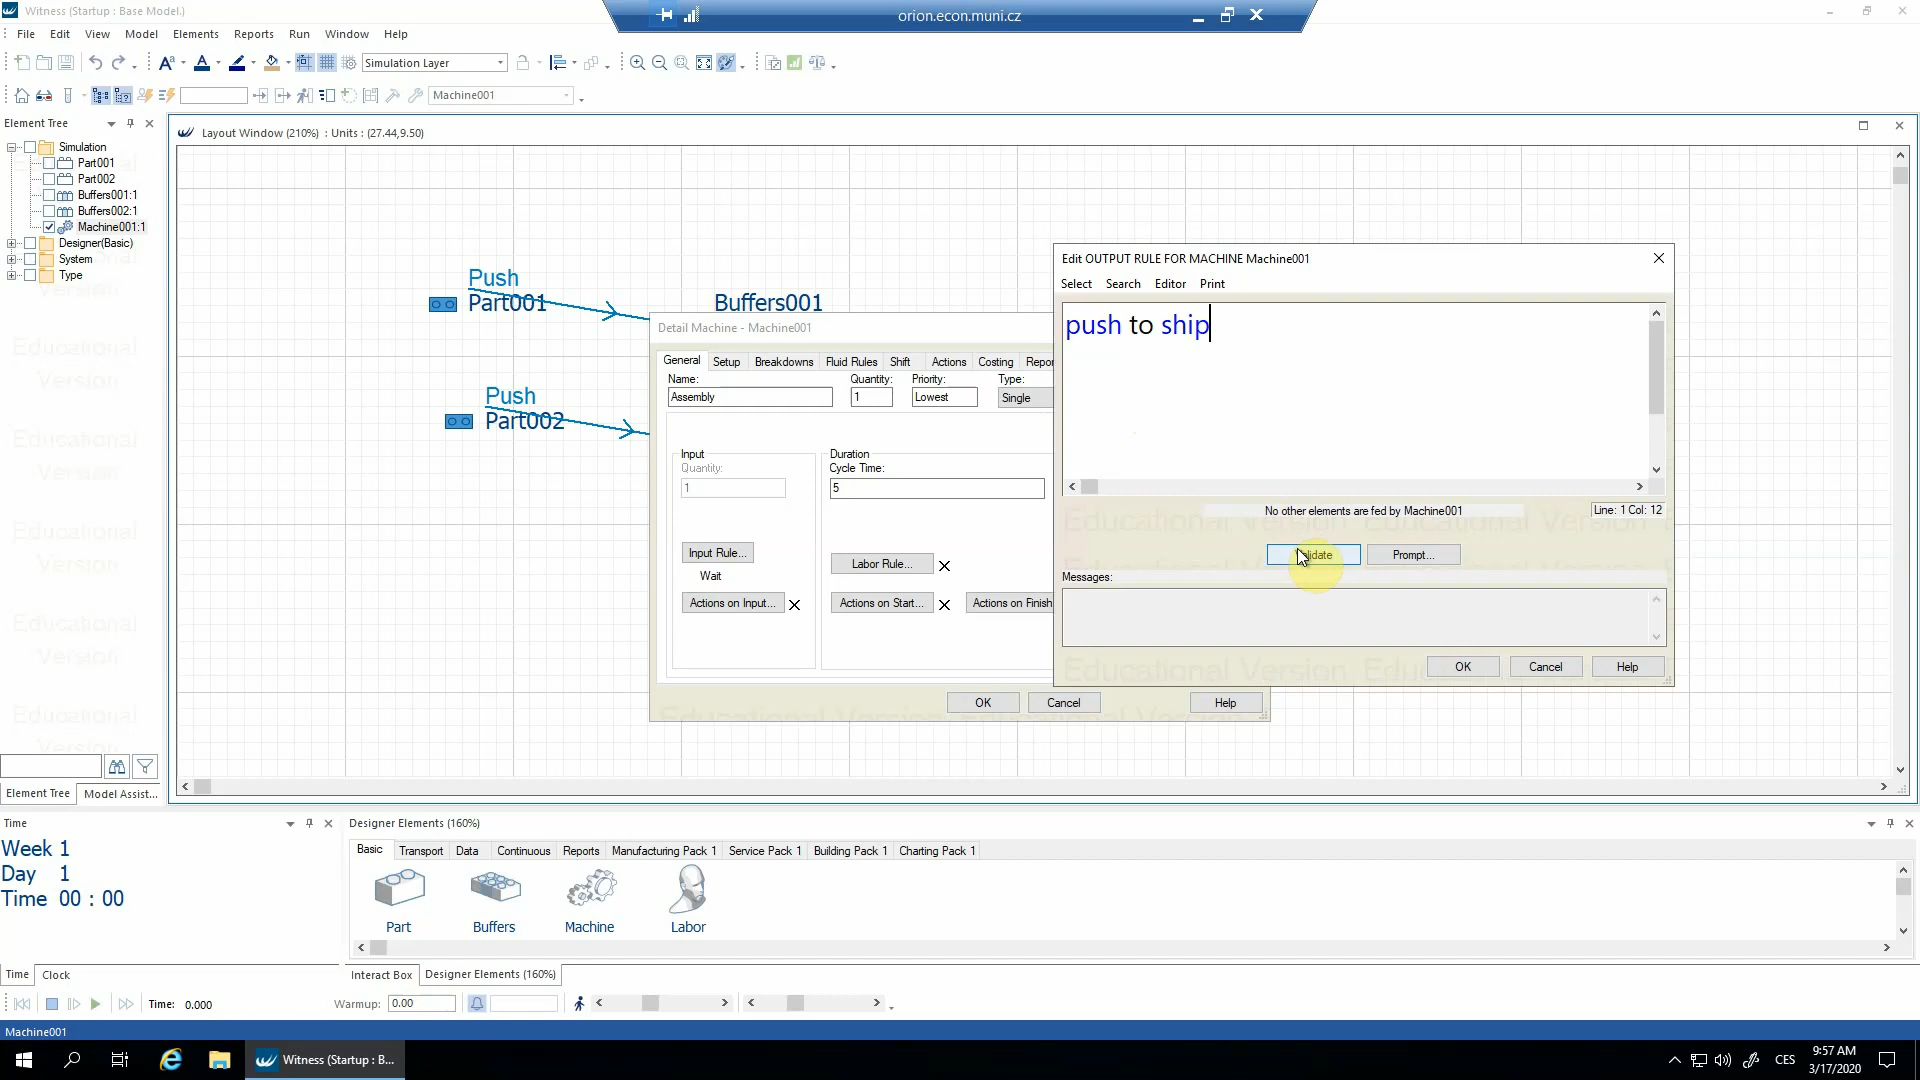 Witness (Startup : Base Model.)
orion.econ.muni.cz
File Edit View Model Elements Reports Run Window Help
Simulation Layer
Machine001
Element Tree
Layout Window (210%) : Units : (27.44,9.50)
Simulation
Part001
Part002
Buffers001:1
Buffers002:1
Machine001:1
Designer(Basic)
System
Type
Push
Part001
Buffers001
Push
Part002
Detail Machine - Machine001
General Setup Breakdowns Fluid Rules Shift Actions Costing Repor
Name: Quantity: Priority: Type:
Assembly 1 Lowest Single
Input Duration
Quantity: Cycle Time:
1 5
Input Rule... Labor Rule...
Wait
Actions on Input... Actions on Start... Actions on Finish
OK Cancel Help
Edit OUTPUT RULE FOR MACHINE Machine001
Select Search Editor Print
push to ship
No other elements are fed by Machine001
Line: 1 Col: 12
Validate Prompt...
Messages:
OK Cancel Help
Educational Version
Element Tree Model Assist...
Time
Week 1
Day 1
Time 00 : 00
Time Clock
Designer Elements (160%)
Basic Transport Data Continuous Reports Manufacturing Pack 1 Service Pack 1 Building Pack 1 Charting Pack 1
Part Buffers Machine Labor
Interact Box Designer Elements (160%)
Time: 0.000
Warmup: 0.00
Machine001
Witness (Startup : B...
CES
9:57 AM
3/17/2020